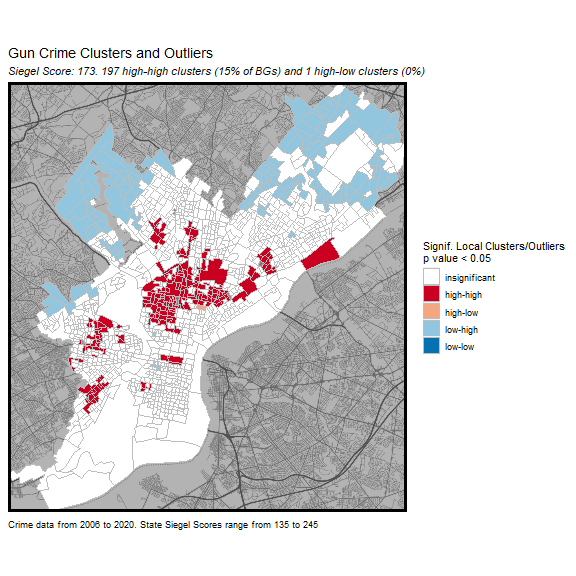 Gun Crime Clusters and Outliers
Siegel Score: 173. 197 high-high clusters (15% of BGs) and 1 high-low clusters (0%)
Signif. Local Clusters/Outliers
p value < 0.05
insignificant
high-high
high-low
low-high
low-low
Crime data from 2006 to 2020. State Siegel Scores range from 135 to 245